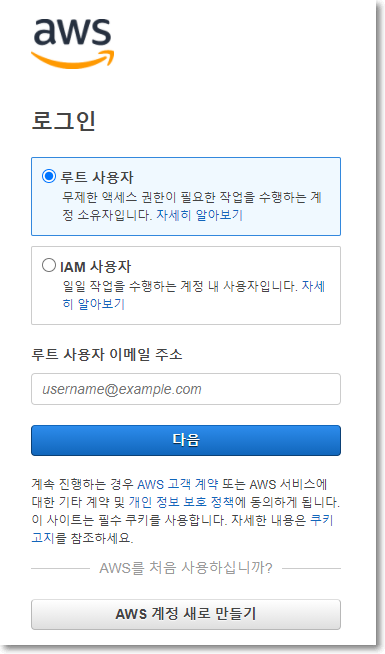 aws
로그인
루트 사용자
무제한 액세스 권한이 필요한 작업을 수행하는 계
정 소유자입니다. 자세히 알아보기
IAM 사용자
일일 작업을 수행하는 계정 내 사용자입니다. 자세
히 알아보기
루트 사용자 이메일 주소
username@example.com
다음
계속 진행하는 경우 AWS 고객 계약 또는 AWS 서비스에
대한 기타 계약 및 개인 정보 보호 정책에 동의하게 됩니다.
이 사이트는 필수 쿠키를 사용합니다. 자세한 내용은 쿠키
고지를 참조하세요.
AWS를 처음 사용하십니까?
AWS 계정 새로 만들기